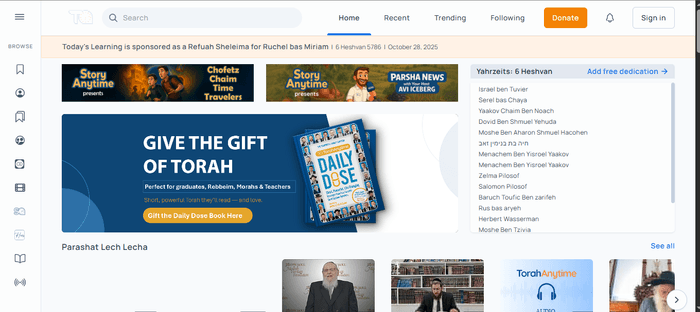 Search
Home
Recent
Trending
Following
Donate
Sign in
BROWSE
Today's Learning is sponsored as a Refuah Sheleima for Ruchel bas Miriam | 6 Heshvan 5786 | October 28, 2025
Story
Anytime
presents
Chofetz
Chaim
Time
Travelers
Story
Anytime
presents
PARSHA NEWS
with Your Host
AVI ICEBERG
Yahrzeits: 6 Heshvan
Add free dedication →
Israel ben Tuvier
Serel bas Chaya
Yaakov Chaim Ben Noach
Dovid Ben Shmuel Yehuda
Moshe Ben Aharon Shmuel Hacohen
חיה בת בנימין זאב
Menachem Ben Yisroel Yaakov
Menachem Ben Yisroel Yaakov
Zelma Pilosof
Salomon Pilosof
Baruch Toufic Ben zarifeh
Rus bas aryeh
Herbert Wasserman
Moshe Ben Tzivia
GIVE THE GIFT
OF TORAH
Perfect for graduates, Rebbeim, Morahs & Teachers
Short, powerful Torah they'll read — and love.
Gift the Daily Dose Book Here
DAILY
DOSE
Parashat Lech Lecha
See all
TorahAnytime
AUDIO